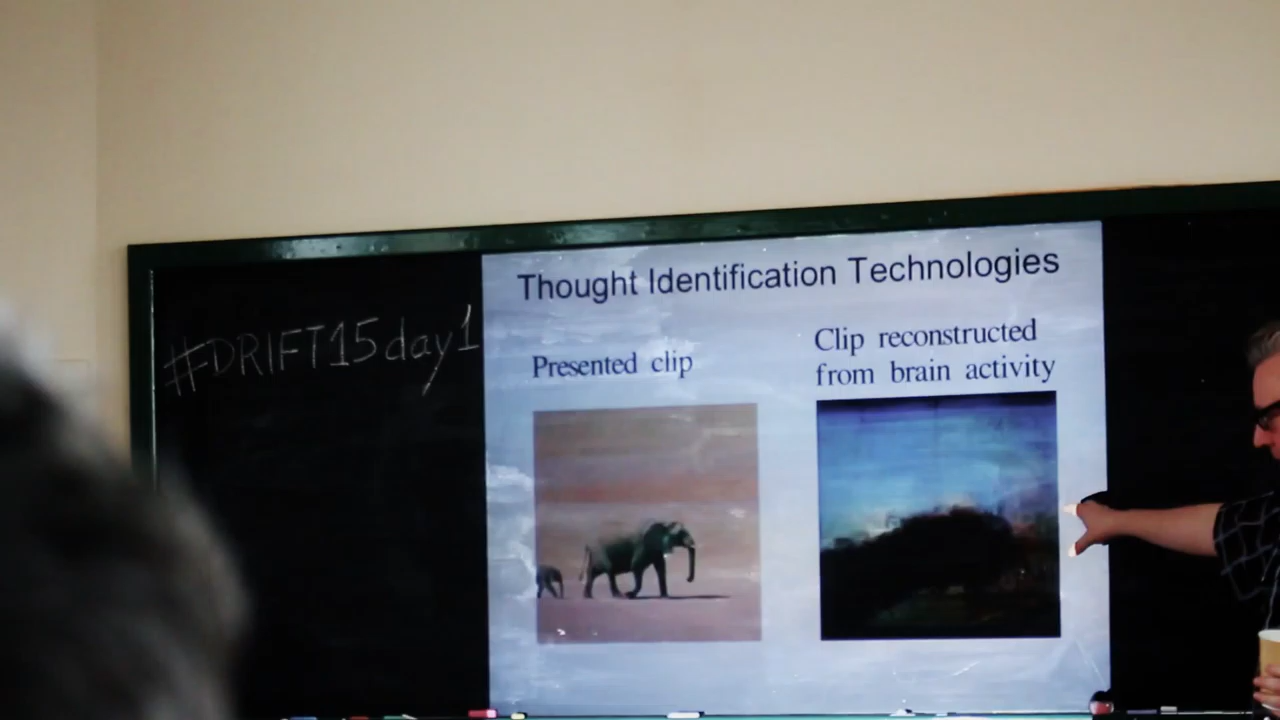 #DRIFT15day1
Thought Identification Technologies
Presented clip
Clip reconstructed
from brain activity